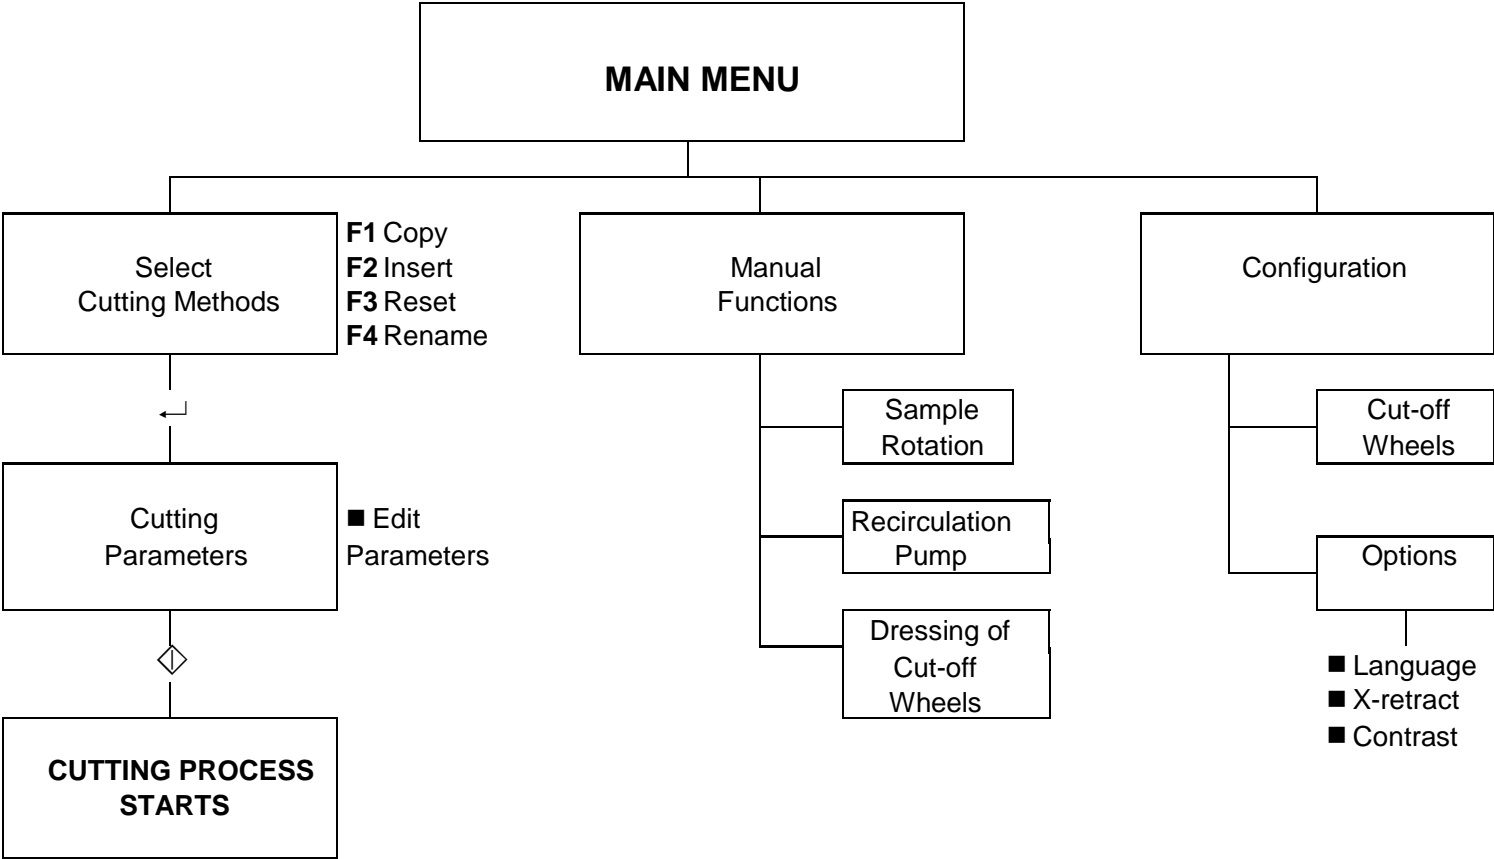 MAIN MENU
Select
Cutting Methods
F1 Copy
F2 Insert
F3 Reset
F4 Rename
Manual
Functions
Configuration
Sample
Rotation
Cut-off
Wheels
Cutting
Parameters
■ Edit
Parameters
Recirculation
Pump
Options
Dressing of
Cut-off
Wheels
■ Language
■ X-retract
■ Contrast
CUTTING PROCESS
STARTS